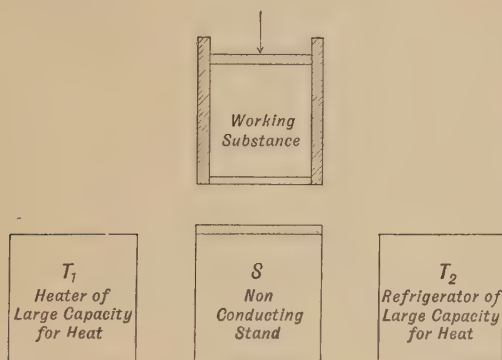 Working
Substance
T₁
Heater of
Large Capacity
for Heat
S
Non
Conducting
Stand
T₂
Refrigerator of
Large Capacity
for Heat